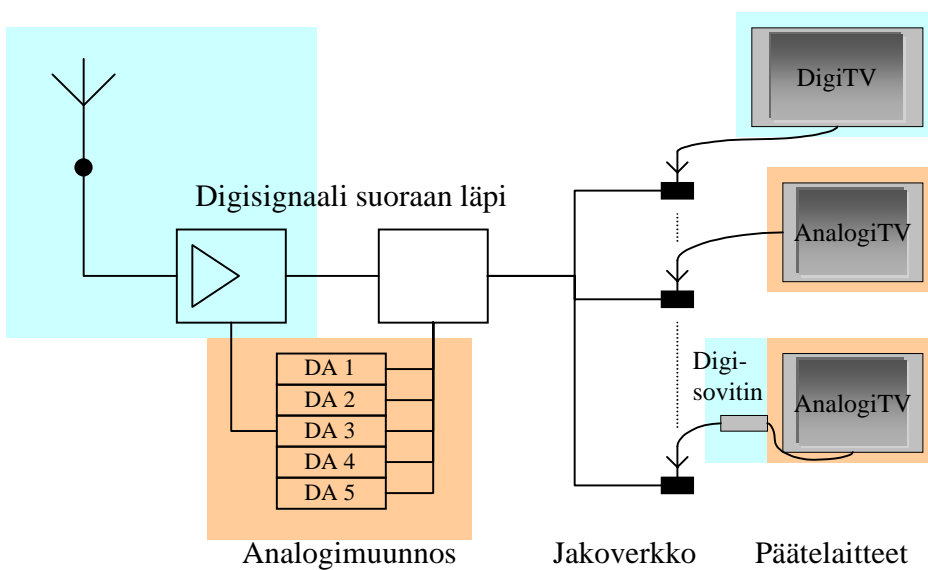 DigiTV
Digisignaali suoraan läpi
AnalogiTV
DA 1
DA 2
DA 3
DA 4
DA 5
Digi-
sovitin
AnalogiTV
Analogimuunnos
Jakoverkko
Päätelaitteet